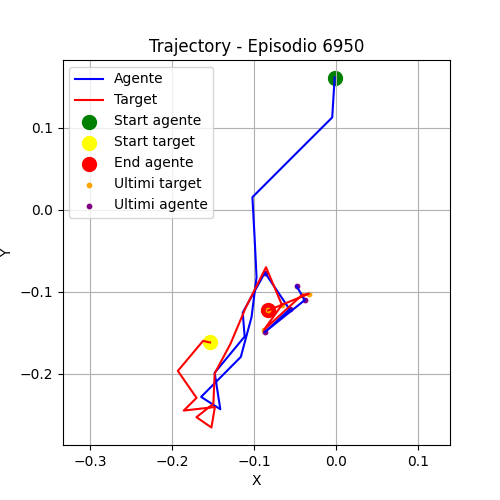 Trajectory - Episodio 6950
Agente
Target
Start agente
Start target
End agente
Ultimi target
Ultimi agente
Y
0.1
0.0
−0.1
−0.2
−0.3
−0.2
−0.1
0.0
0.1
X